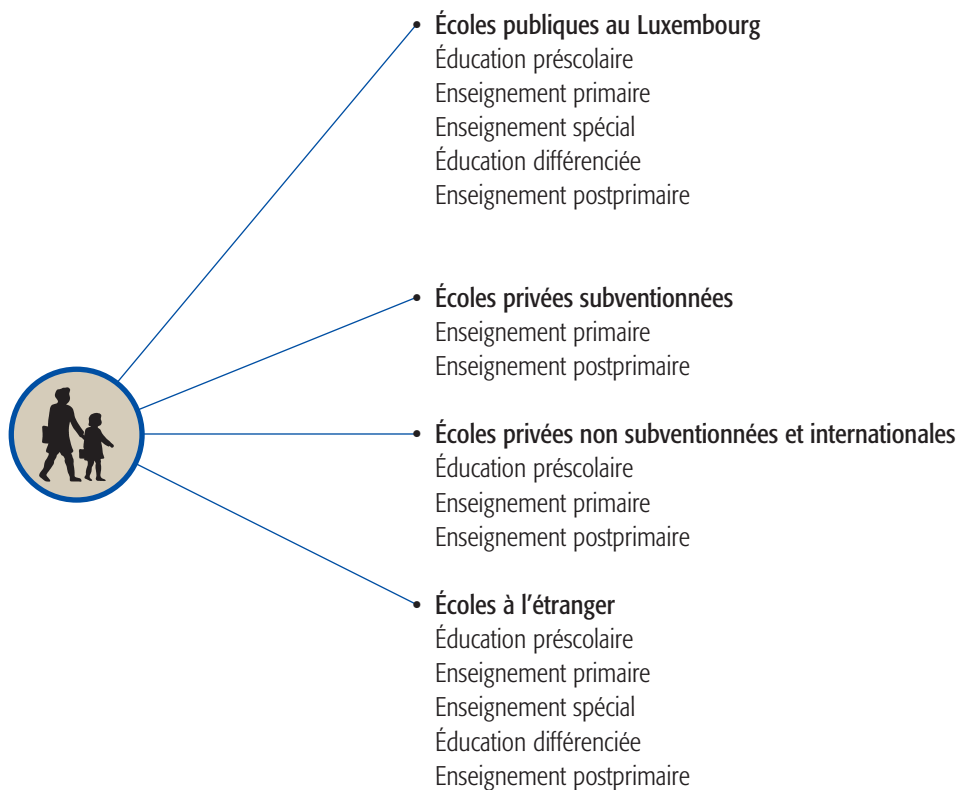 • Écoles publiques au Luxembourg
Éducation préscolaire
Enseignement primaire
Enseignement spécial
Éducation différenciée
Enseignement postprimaire
• Écoles privées subventionnées
Enseignement primaire
Enseignement postprimaire
• Écoles privées non subventionnées et internationales
Éducation préscolaire
Enseignement primaire
Enseignement postprimaire
• Écoles à l'étranger
Éducation préscolaire
Enseignement primaire
Enseignement spécial
Éducation différenciée
Enseignement postprimaire